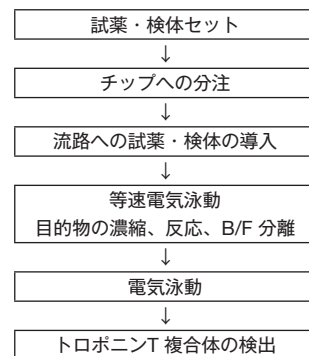 試薬・検体セット
↓
チップへの分注
↓
流路への試薬・検体の導入
↓
等速電気泳動
目的物の濃縮、反応、B/F 分離
↓
電気泳動
↓
トロポニンT 複合体の検出